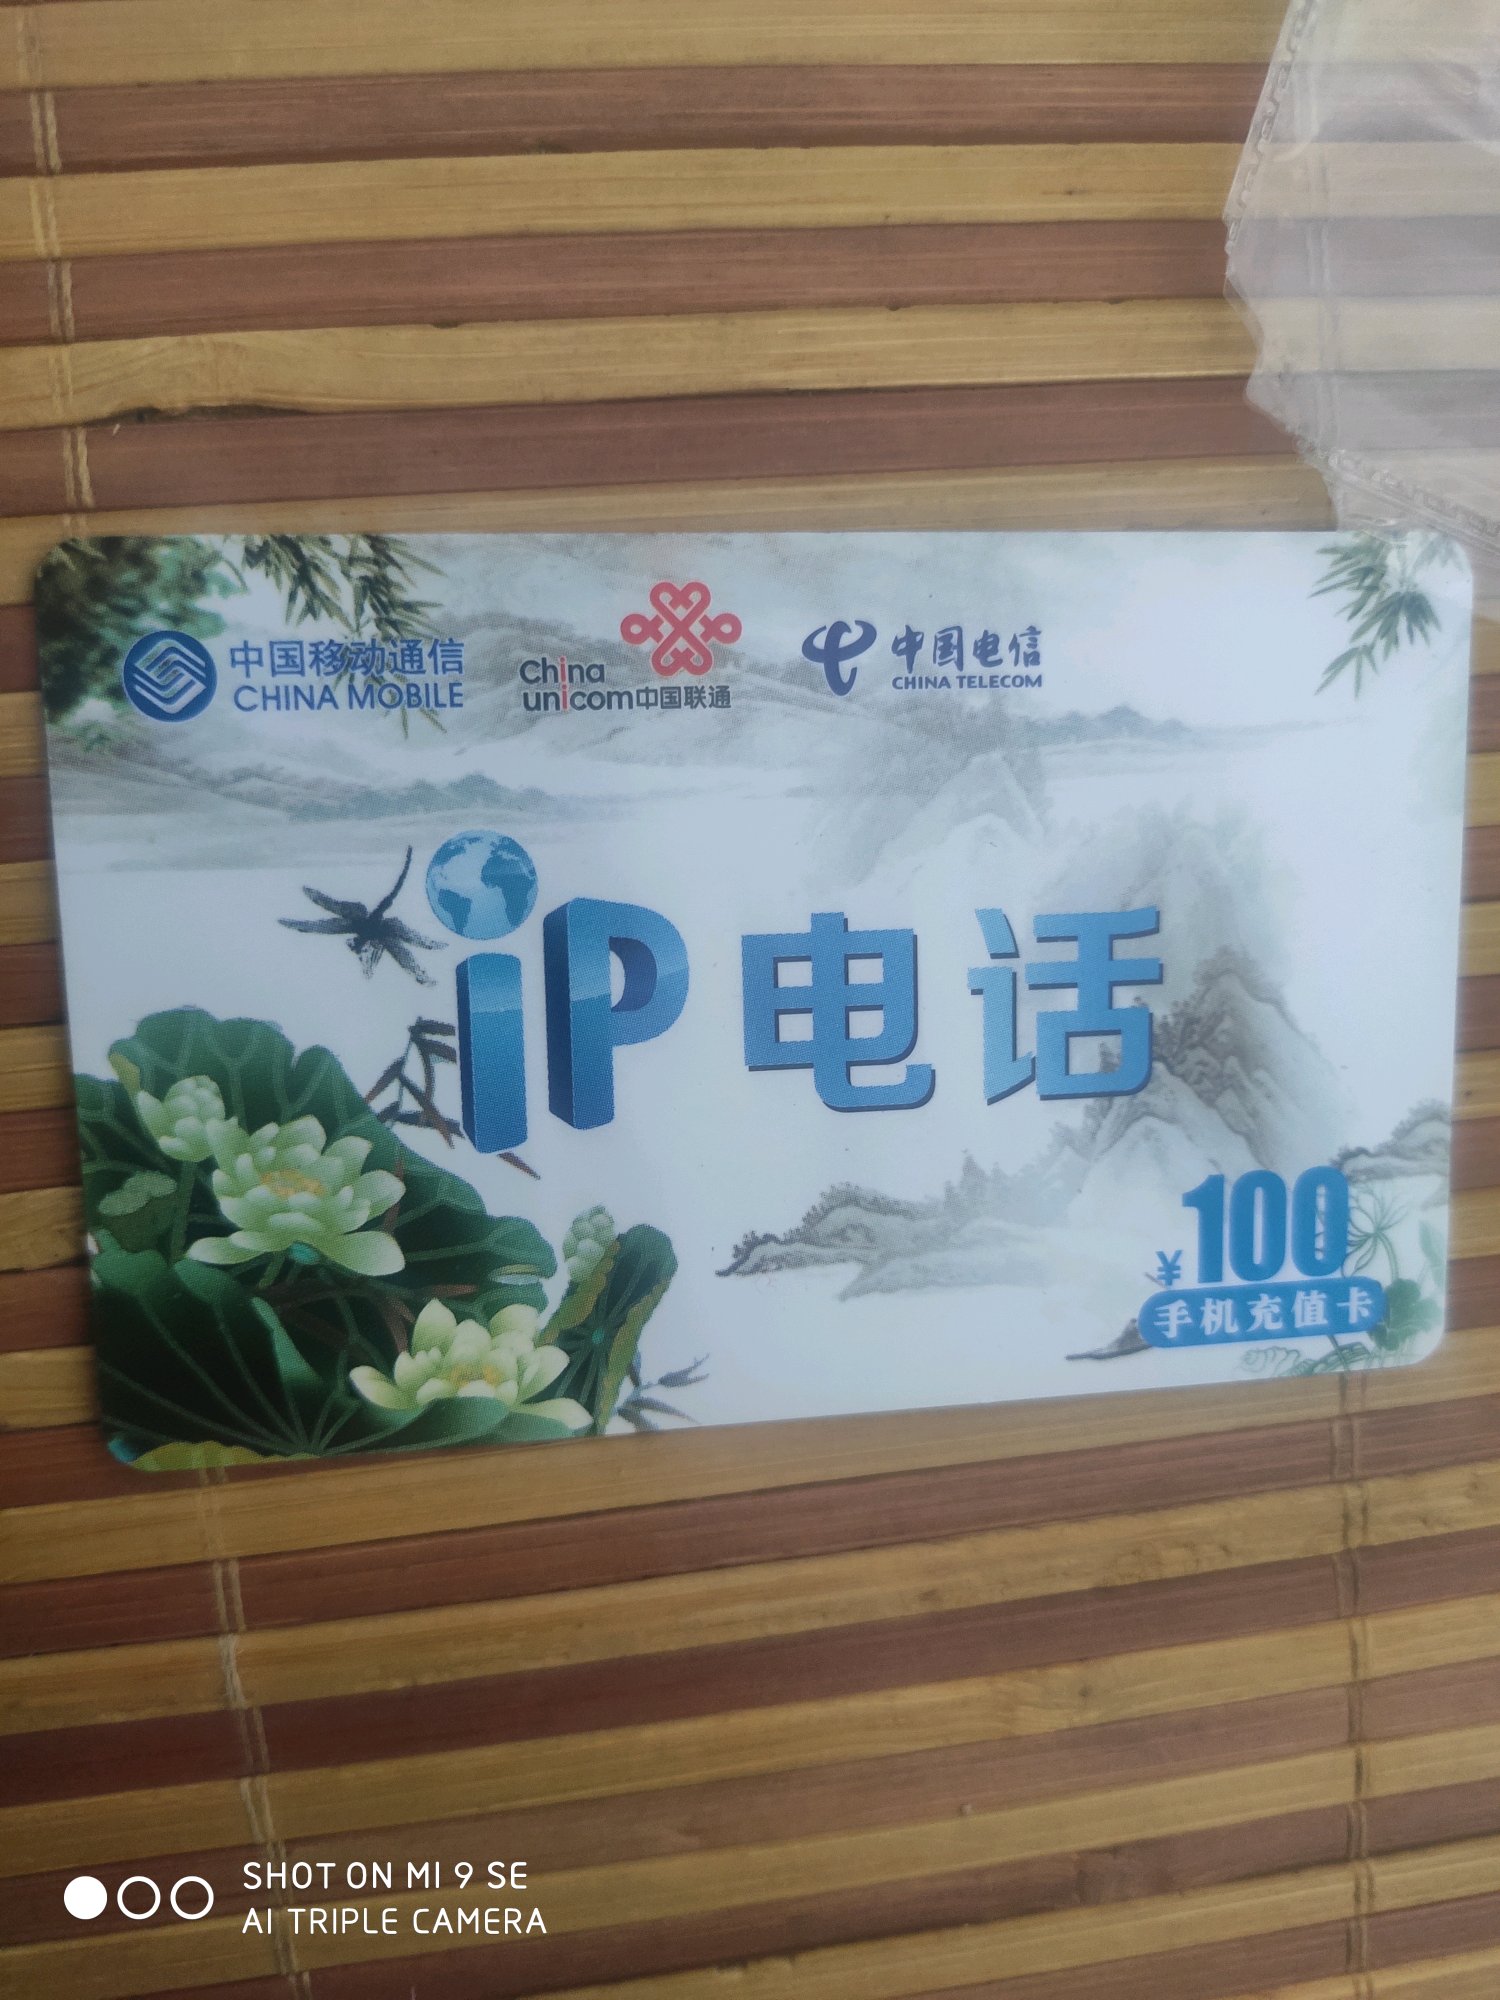 中国移动通信
CHINA MOBILE
China
unicom中国联通
中国电信
CHINA TELECOM
iP电话
¥100
手机充值卡
SHOT ON MI 9 SE
AI TRIPLE CAMERA